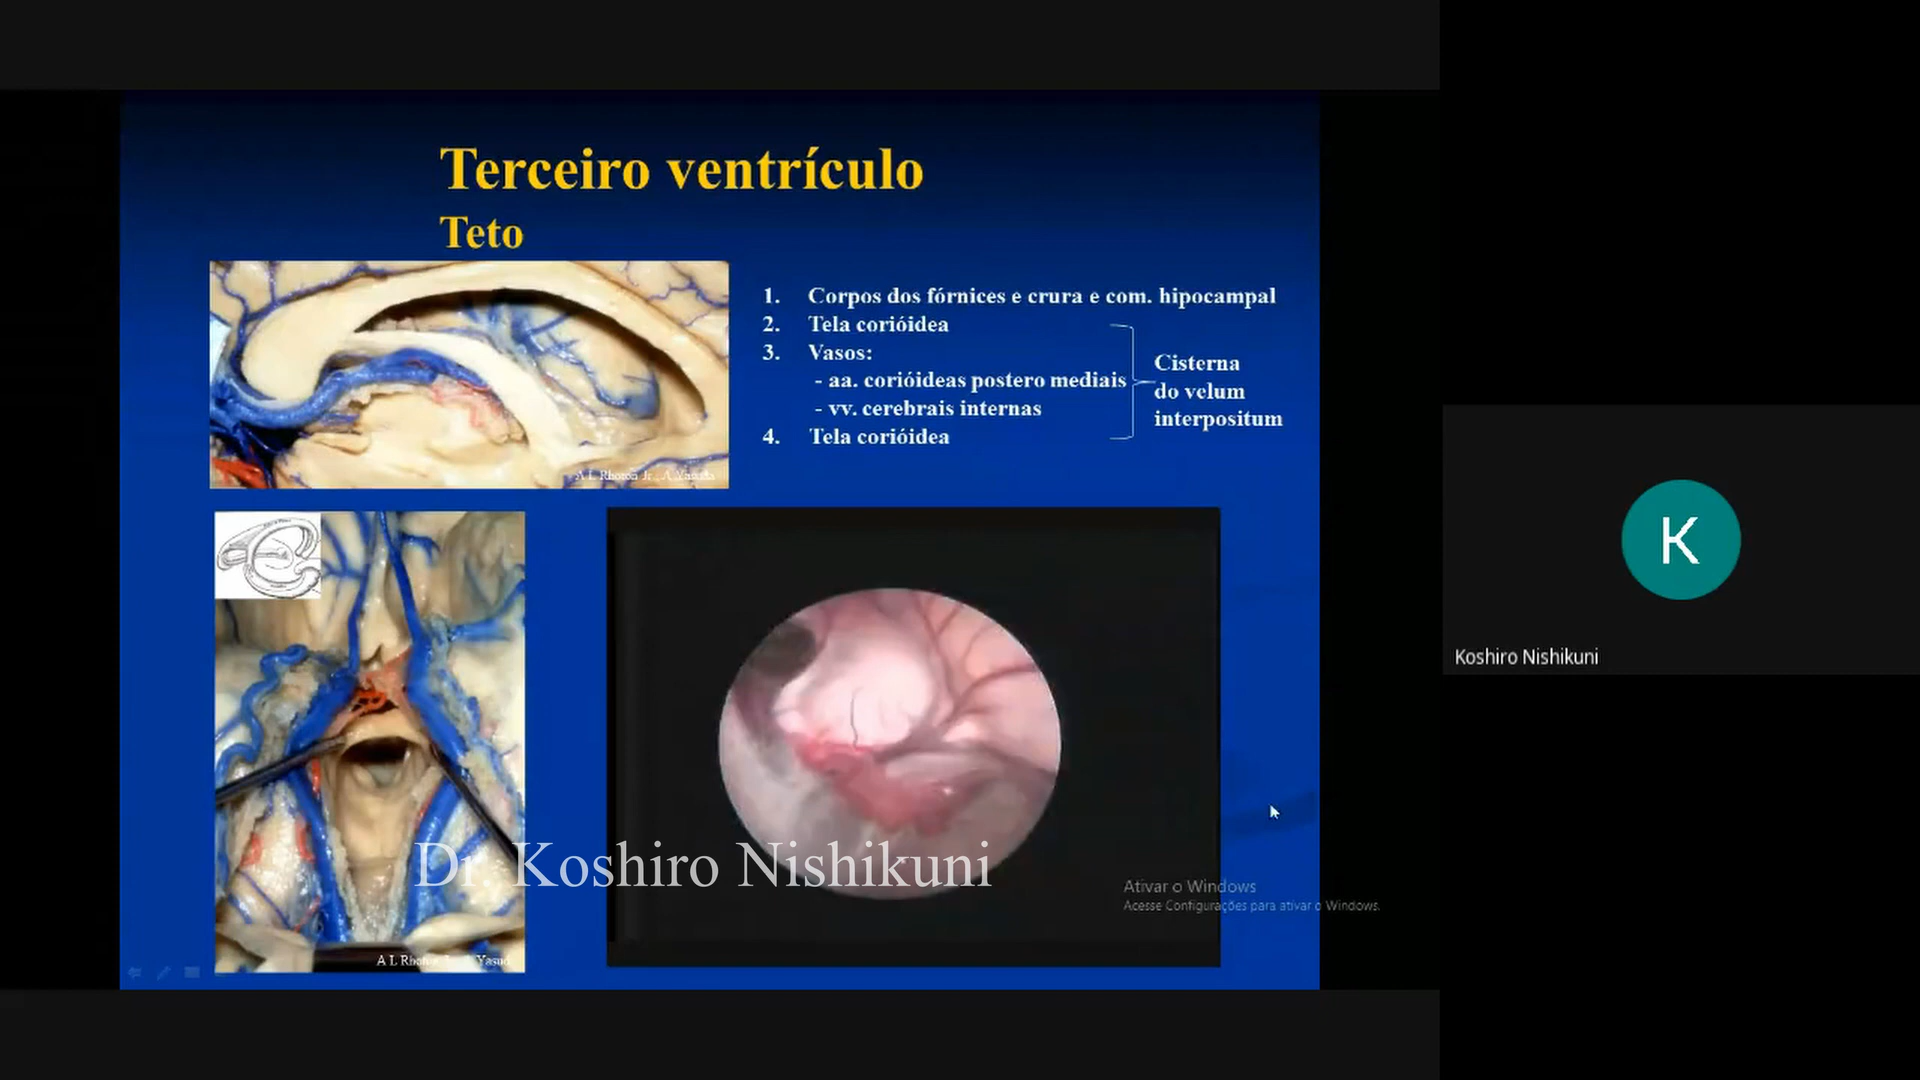 Terceiro ventrículo
Teto
1. Corpos dos fórnices e crura e com. hipocampal
2. Tela corióidea
3. Vasos:
- aa. corióideas postero mediais
- vv. cerebrais internas
4. Tela corióidea
Cisterna
do velum
interpositum
A L Rhoton Jr., A Yasuda
K
Koshiro Nishikuni
Dr. Koshiro Nishikuni
Ativar o Windows
Acesse Configurações para ativar o Windows.
A L